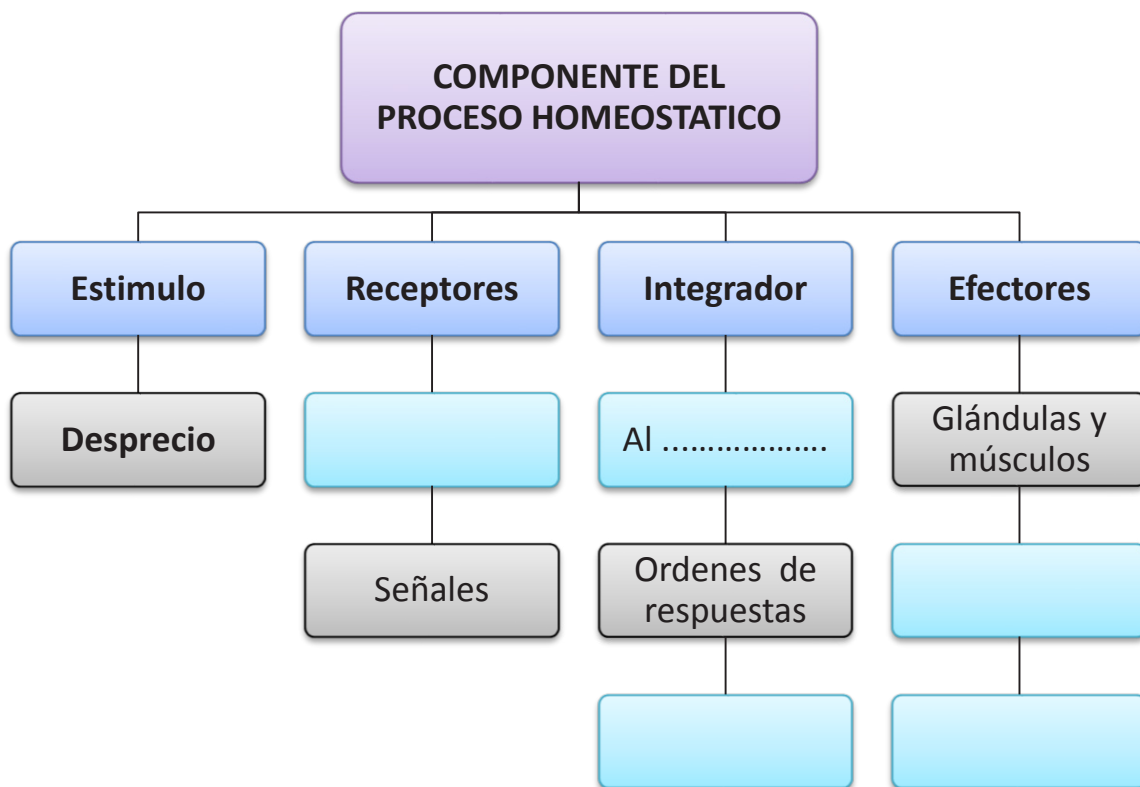 COMPONENTE DEL
PROCESO HOMEOSTATICO
Estimulo
Receptores
Integrador
Efectores
Desprecio
Al ...………………
Glándulas y
músculos
Señales
Ordenes de
respuestas